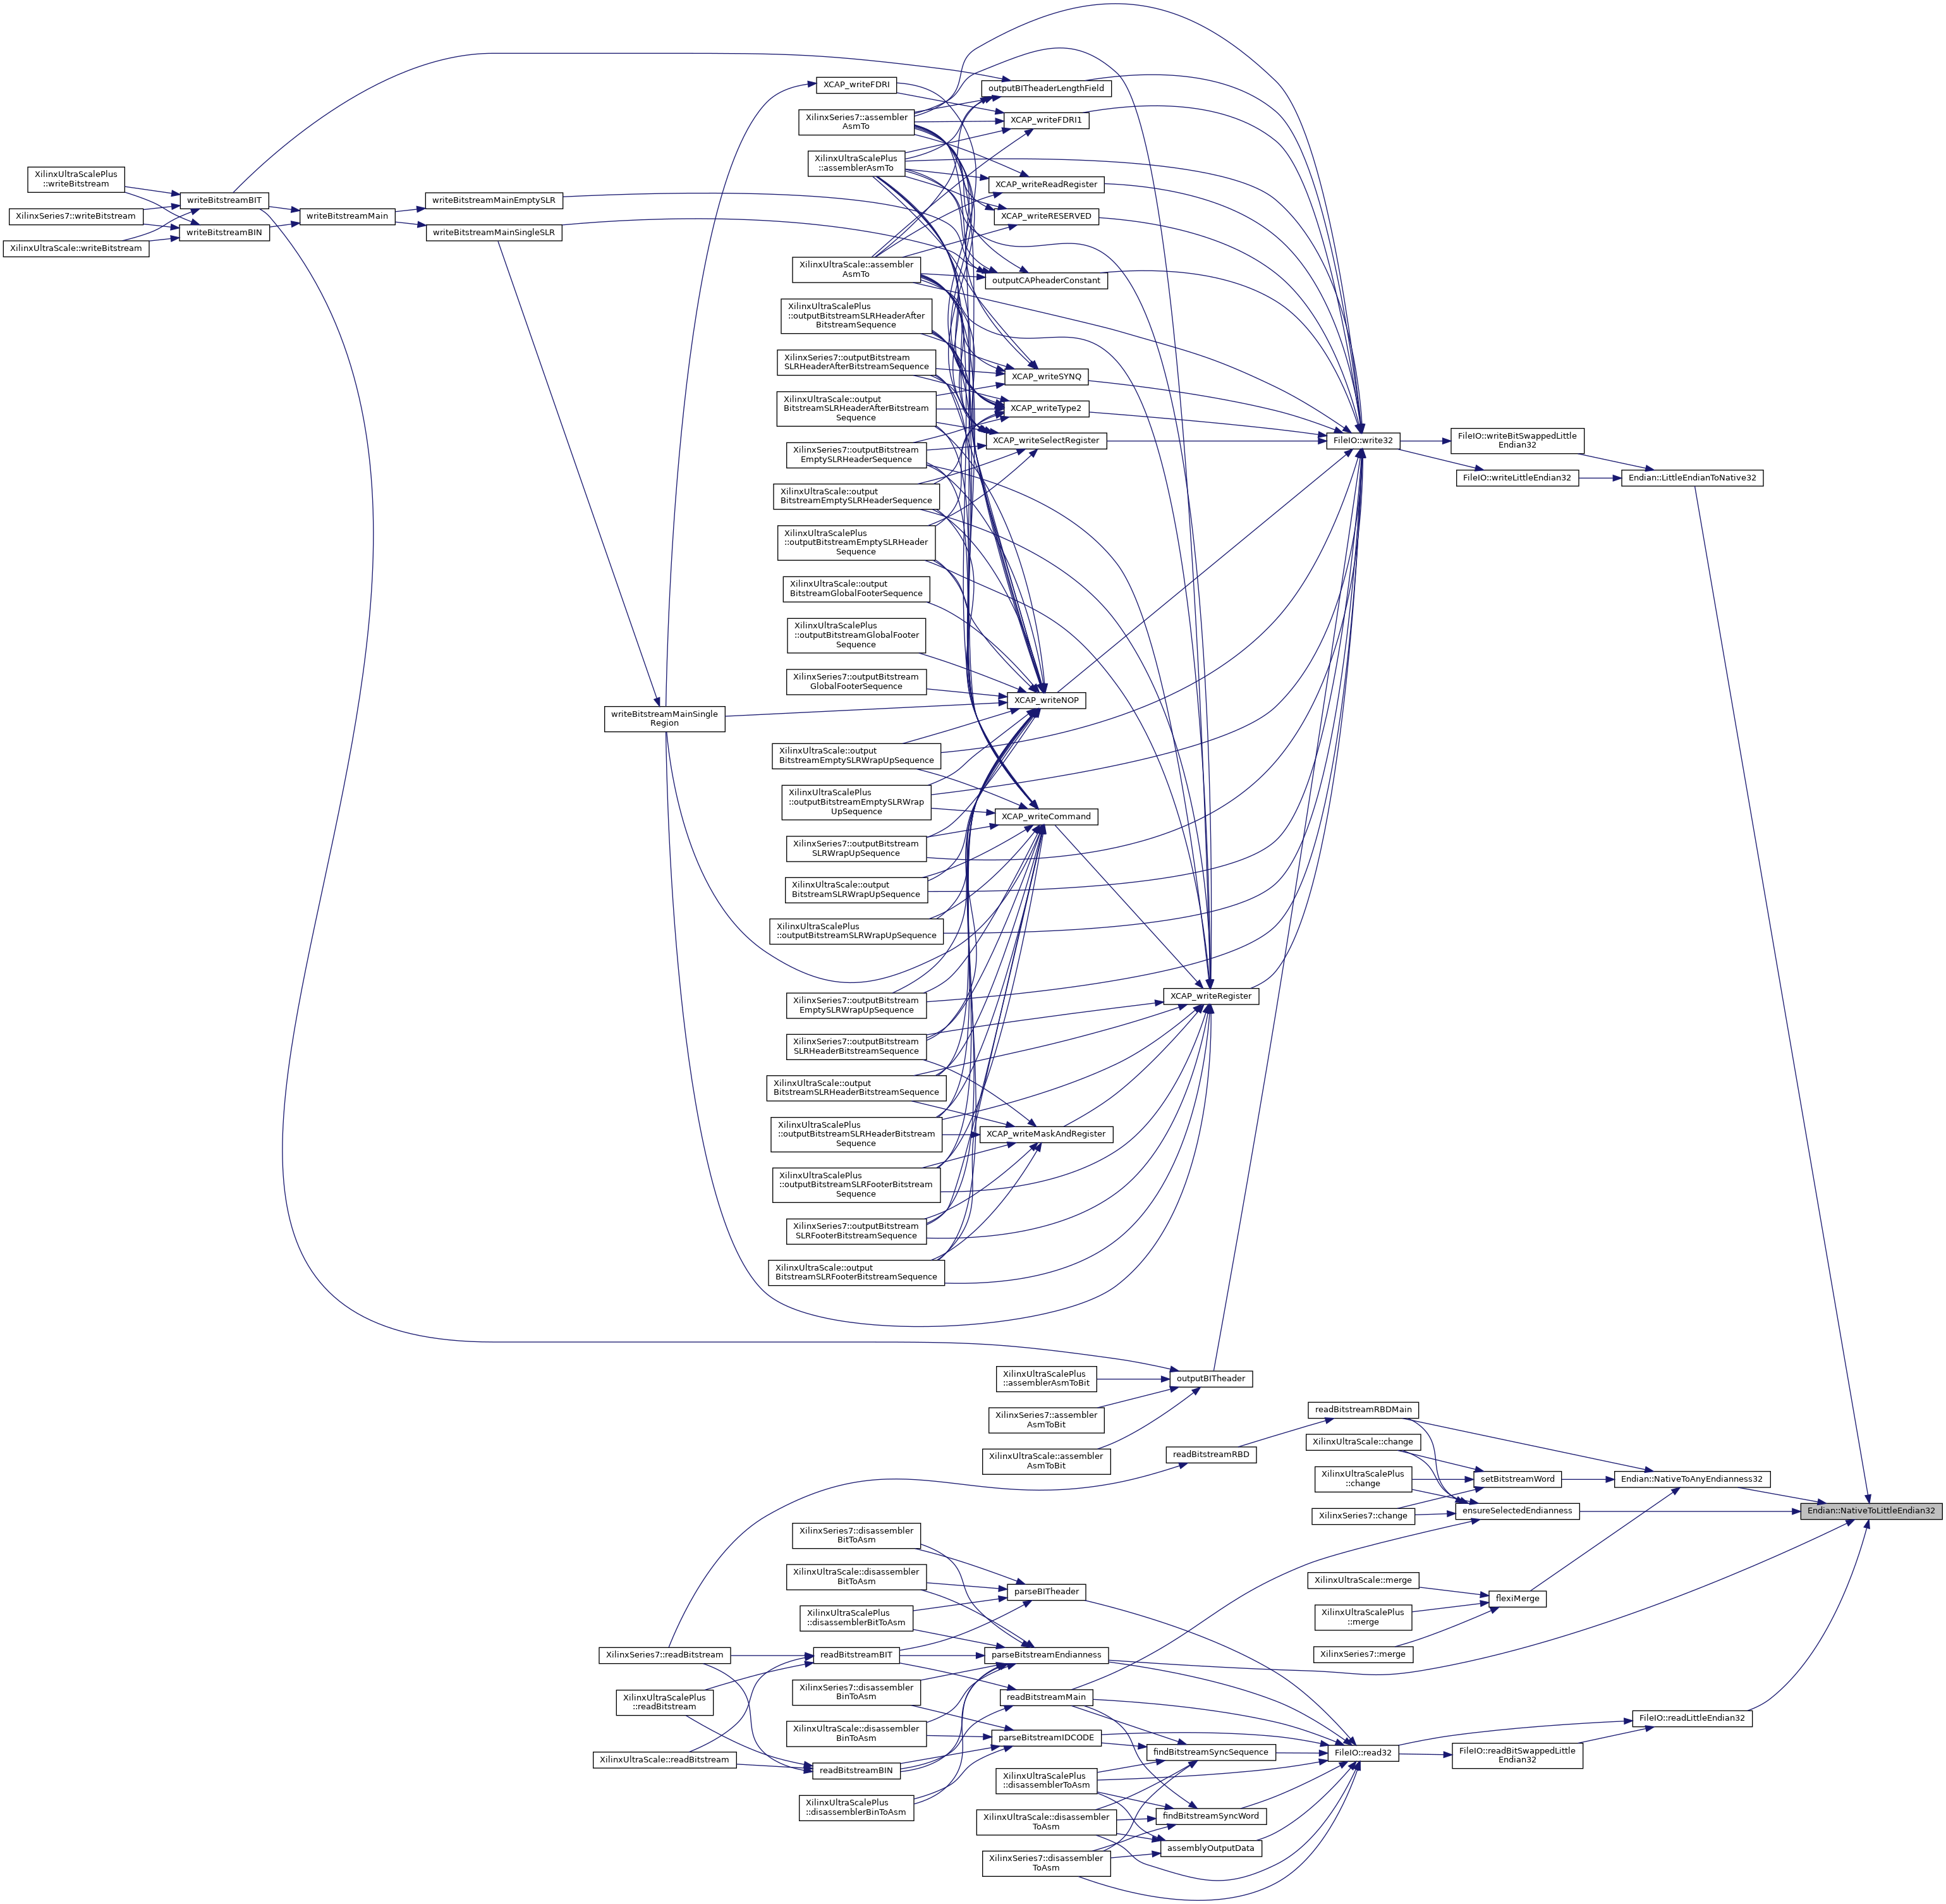 XilinxUltraScalePlus
::writeBitstream
XilinxSeries7::writeBitstream
XilinxUltraScale::writeBitstream
writeBitstreamBIT
writeBitstreamBIN
writeBitstreamMain
writeBitstreamMainEmptySLR
writeBitstreamMainSingleSLR
writeBitstreamMainSingle
Region
XCAP_writeFDRI
XilinxSeries7::assembler
AsmTo
XilinxUltraScalePlus
::assemblerAsmTo
XilinxUltraScale::assembler
AsmTo
XilinxUltraScalePlus
::outputBitstreamSLRHeaderAfter
BitstreamSequence
XilinxSeries7::outputBitstream
SLRHeaderAfterBitstreamSequence
XilinxUltraScale::output
BitstreamSLRHeaderAfterBitstream
Sequence
XilinxSeries7::outputBitstream
EmptySLRHeaderSequence
XilinxUltraScale::output
BitstreamEmptySLRHeaderSequence
XilinxUltraScalePlus
::outputBitstreamEmptySLRHeader
Sequence
XilinxUltraScale::output
BitstreamGlobalFooterSequence
XilinxUltraScalePlus
::outputBitstreamGlobalFooter
Sequence
XilinxSeries7::outputBitstream
GlobalFooterSequence
XilinxUltraScale::output
BitstreamEmptySLRWrapUpSequence
XilinxUltraScalePlus
::outputBitstreamEmptySLRWrap
UpSequence
XilinxSeries7::outputBitstream
SLRWrapUpSequence
XilinxUltraScale::output
BitstreamSLRWrapUpSequence
XilinxUltraScalePlus
::outputBitstreamSLRWrapUpSequence
XilinxSeries7::outputBitstream
EmptySLRWrapUpSequence
XilinxSeries7::outputBitstream
SLRHeaderBitstreamSequence
XilinxUltraScale::output
BitstreamSLRHeaderBitstreamSequence
XilinxUltraScalePlus
::outputBitstreamSLRHeaderBitstream
Sequence
XilinxUltraScalePlus
::outputBitstreamSLRFooterBitstream
Sequence
XilinxSeries7::outputBitstream
SLRFooterBitstreamSequence
XilinxUltraScale::output
BitstreamSLRFooterBitstreamSequence
outputBITheaderLengthField
XCAP_writeFDRI1
XCAP_writeReadRegister
XCAP_writeRESERVED
outputCAPheaderConstant
XCAP_writeSYNQ
XCAP_writeType2
XCAP_writeSelectRegister
XCAP_writeNOP
XCAP_writeCommand
XCAP_writeRegister
XCAP_writeMaskAndRegister
FileIO::write32
FileIO::writeBitSwappedLittle
Endian32
FileIO::writeLittleEndian32
Endian::LittleEndianToNative32
outputBITheader
XilinxUltraScalePlus
::assemblerAsmToBit
XilinxSeries7::assembler
AsmToBit
XilinxUltraScale::assembler
AsmToBit
readBitstreamRBDMain
readBitstreamRBD
XilinxUltraScale::change
XilinxUltraScalePlus
::change
XilinxSeries7::change
setBitstreamWord
ensureSelectedEndianness
Endian::NativeToAnyEndianness32
Endian::NativeToLittleEndian32
XilinxUltraScale::merge
XilinxUltraScalePlus
::merge
XilinxSeries7::merge
flexiMerge
XilinxSeries7::disassembler
BitToAsm
XilinxUltraScale::disassembler
BitToAsm
XilinxUltraScalePlus
::disassemblerBitToAsm
parseBITheader
XilinxSeries7::readBitstream
XilinxUltraScalePlus
::readBitstream
XilinxUltraScale::readBitstream
readBitstreamBIT
parseBitstreamEndianness
XilinxSeries7::disassembler
BinToAsm
XilinxUltraScale::disassembler
BinToAsm
readBitstreamBIN
XilinxUltraScalePlus
::disassemblerBinToAsm
readBitstreamMain
parseBitstreamIDCODE
findBitstreamSyncSequence
XilinxUltraScalePlus
::disassemblerToAsm
XilinxUltraScale::disassembler
ToAsm
XilinxSeries7::disassembler
ToAsm
findBitstreamSyncWord
assemblyOutputData
FileIO::read32
FileIO::readLittleEndian32
FileIO::readBitSwappedLittle
Endian32